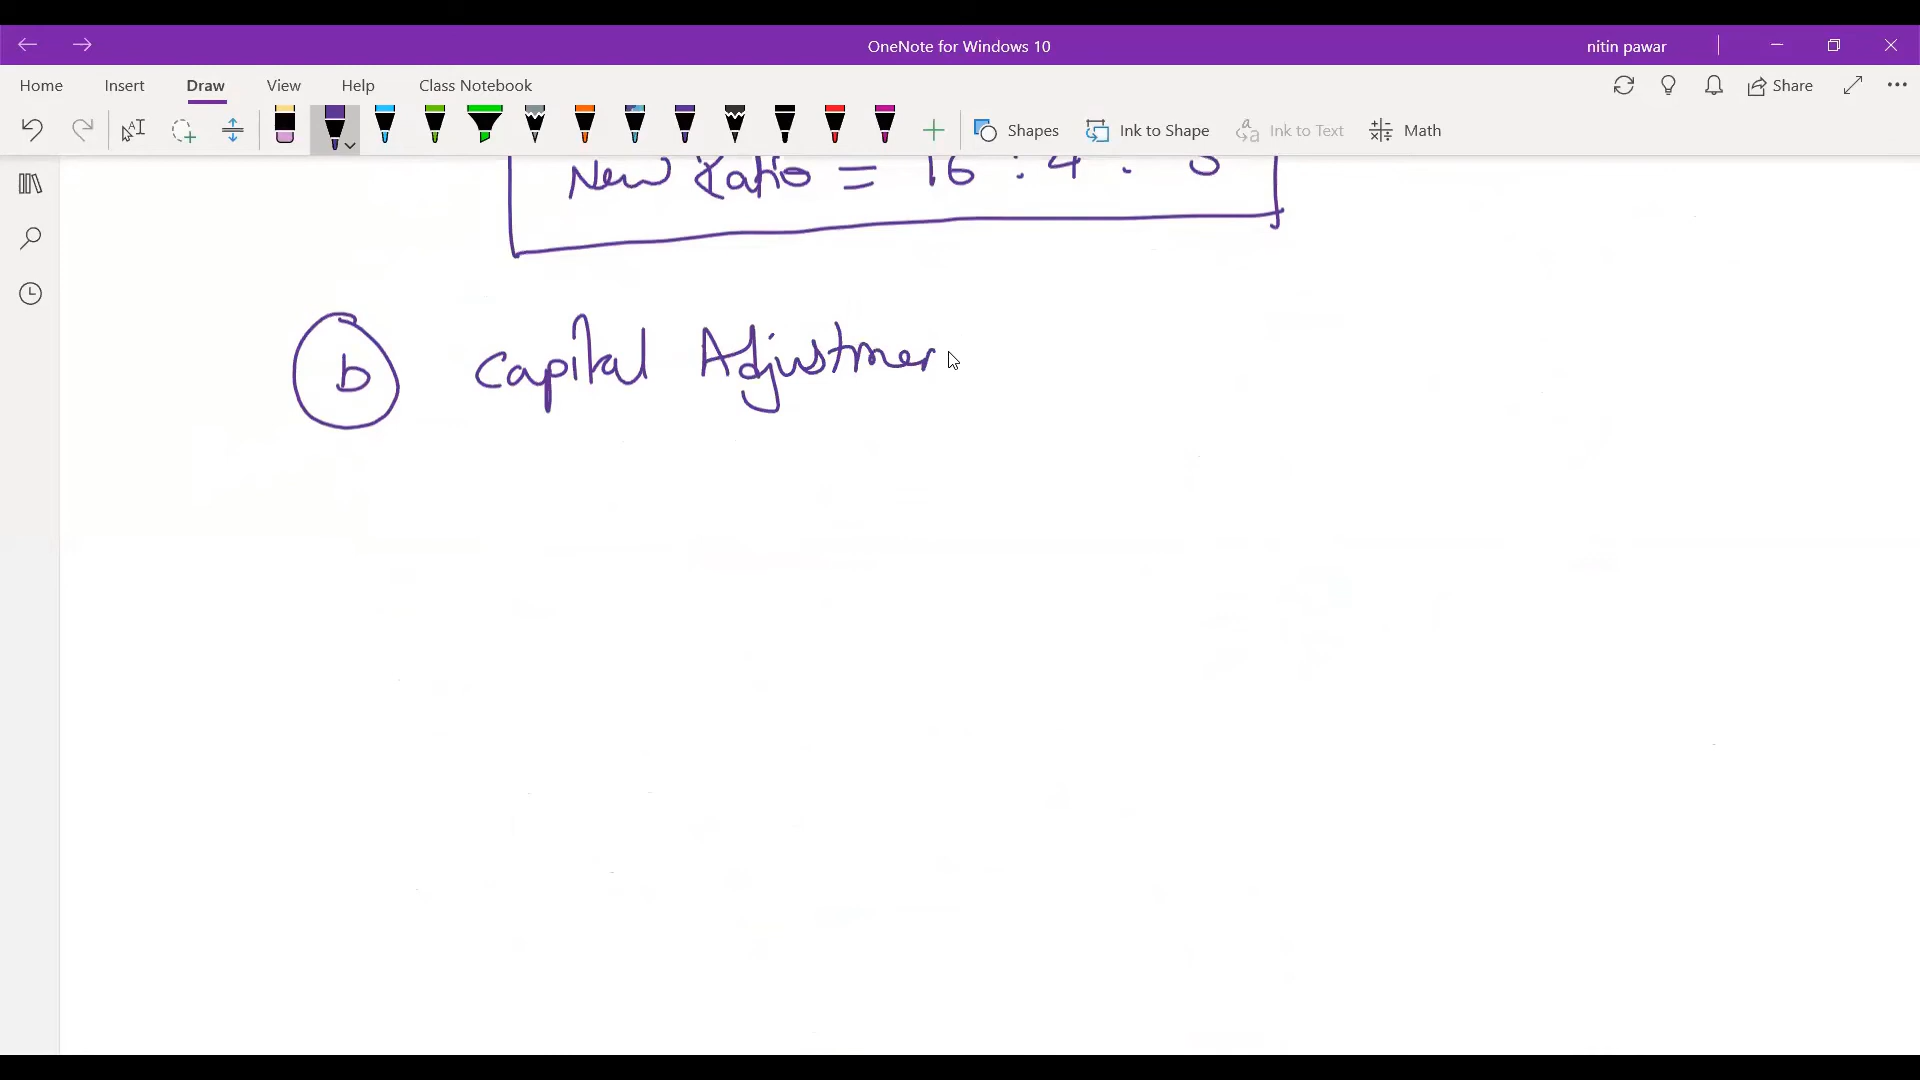 OneNote for Windows 10
nitin pawar
Home Insert Draw View Help Class Notebook Share
Shapes Ink to Shape Ink to Text Math
New Ratio = 16 : 4 :
b Capital Adjustmer